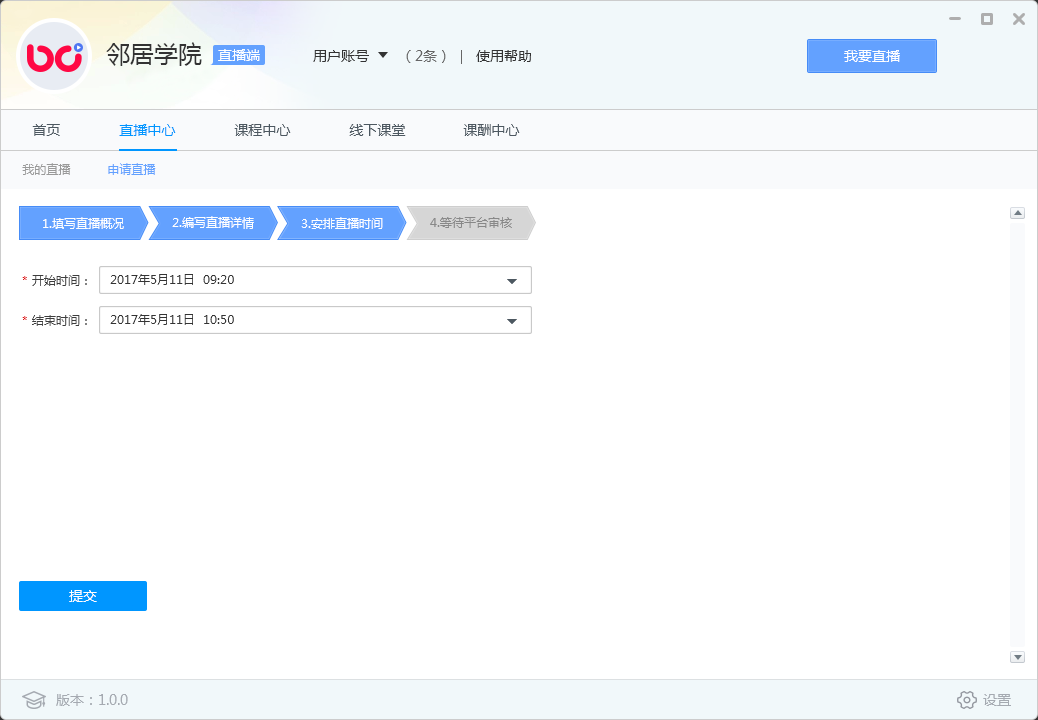 邻居学院 直播端 用户账号 （2条） | 使用帮助 我要直播
首页 直播中心 课程中心 线下课堂 课酬中心
我的直播 申请直播
1.填写直播概况 2.编写直播详情 3.安排直播时间 4.等待平台审核
* 开始时间： 2017年5月11日 09:20
* 结束时间： 2017年5月11日 10:50
提交
版本：1.0.0 设置